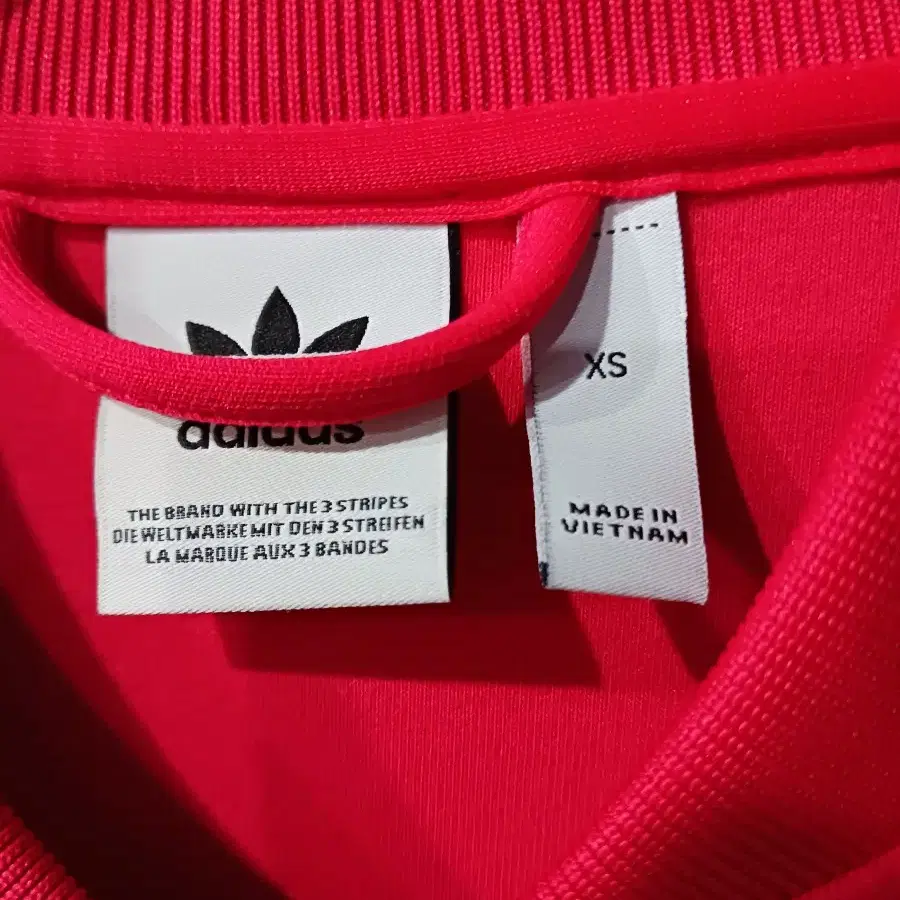 adidas
THE BRAND WITH THE 3 STRIPES
DIE WELTMARKE MIT DEN 3 STREIFEN
LA MARQUE AUX 3 BANDES
XS
MADE IN
VIETNAM